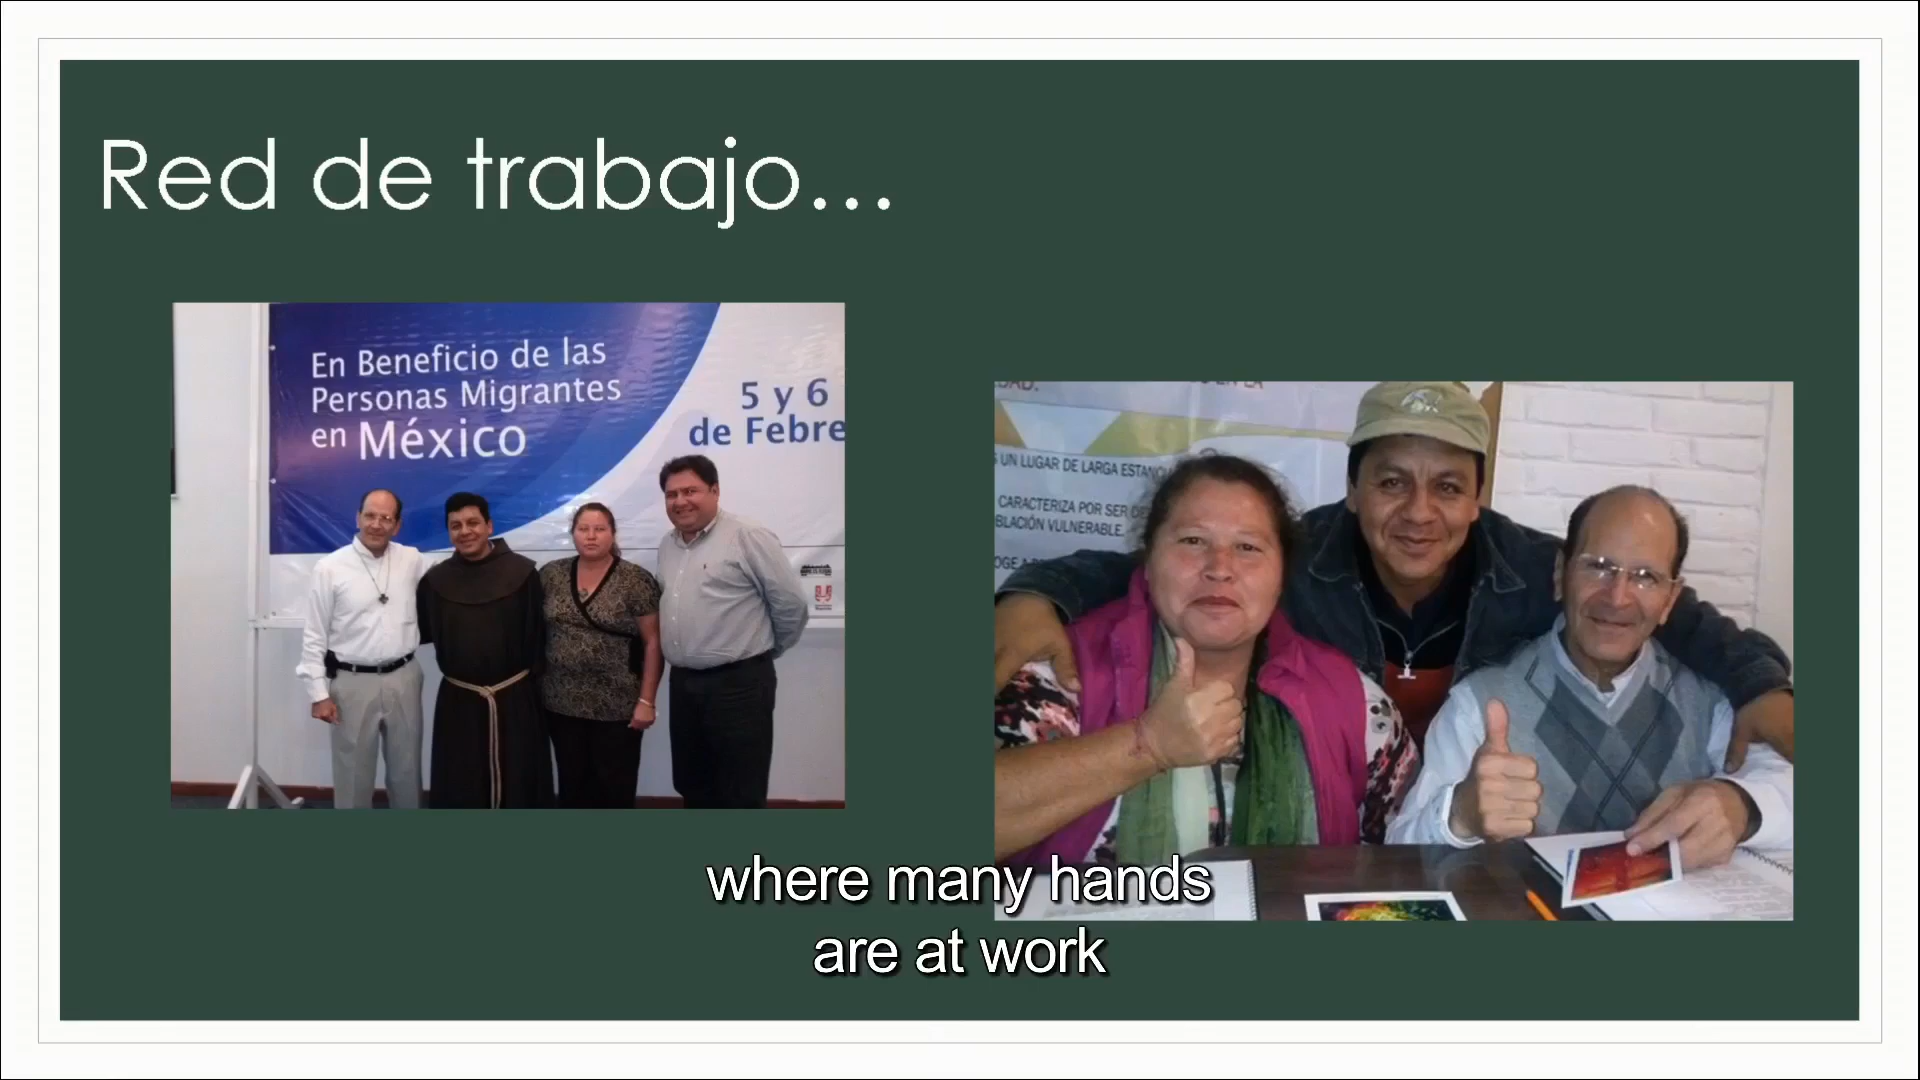 Red de trabajo...
En Beneficio de las
Personas Migrantes
en México
5 y 6
de Febre
UN LUGAR DE LARGA
CARACTERIZA POR SER
BLACIÓN VULNERABLE.
where many hands
are at work